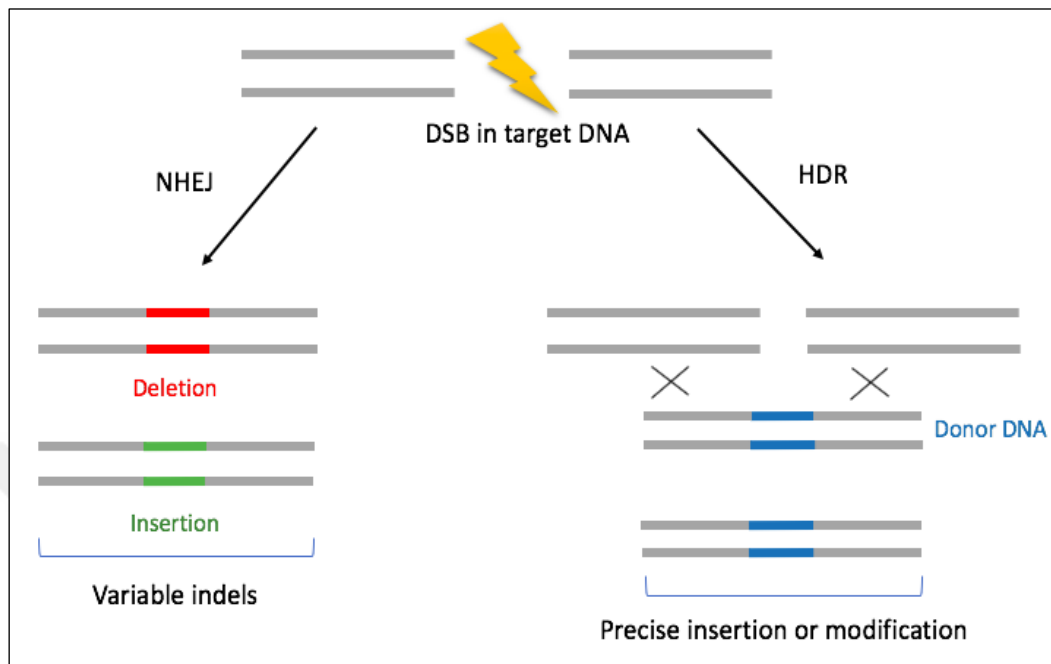 DSB in target DNA
NHEJ
HDR
Deletion
Donor DNA
Insertion
Variable indels
Precise insertion or modification